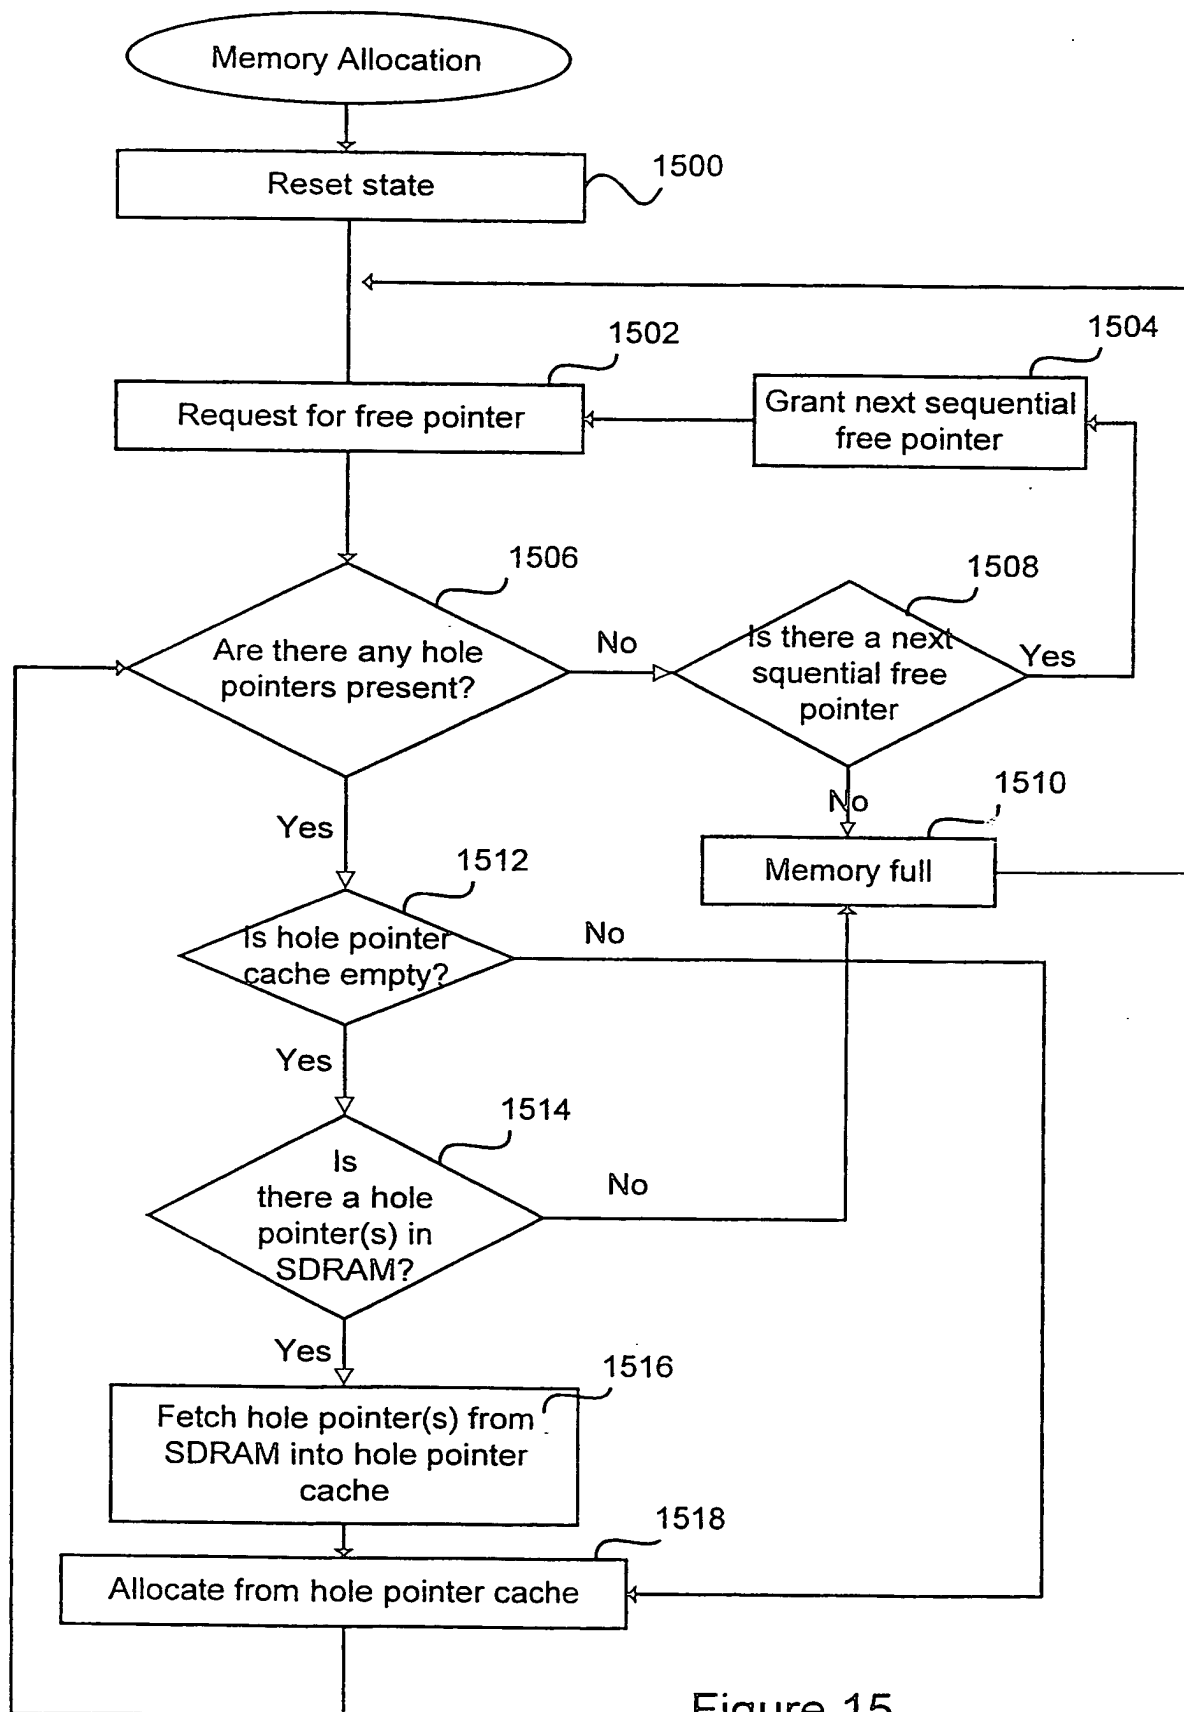 Memory Allocation
Reset state
1500
1502
Request for free pointer
1504
Grant next sequential
free pointer
1506
Are there any hole
pointers present?
No
1508
Is there a next
squential free
pointer
Yes
No
1510
Memory full
Yes
1512
Is hole pointer
cache empty?
No
Yes
1514
Is
there a hole
pointer(s) in
SDRAM?
No
Yes
1516
Fetch hole pointer(s) from
SDRAM into hole pointer
cache
1518
Allocate from hole pointer cache
Figure 15